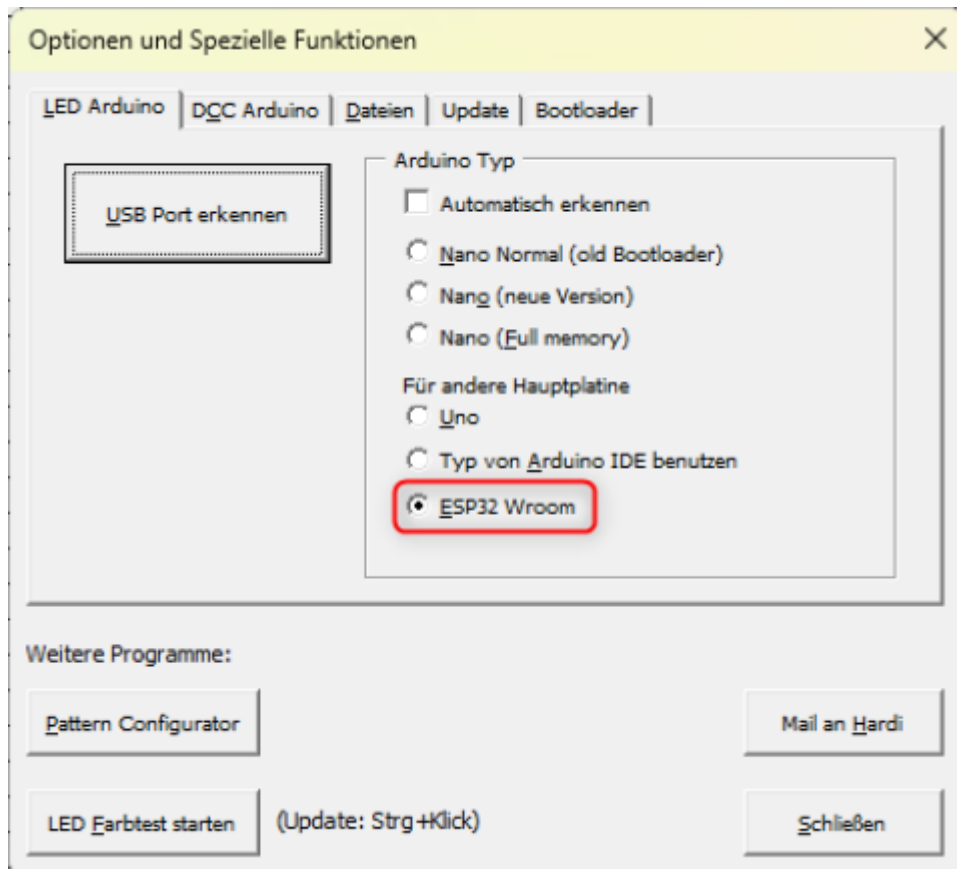 Optionen und Spezielle Funktionen
LED Arduino
DCC Arduino
Dateien
Update
Bootloader
USB Port erkennen
Arduino Typ
Automatisch erkennen
Nano Normal (old Bootloader)
Nano (neue Version)
Nano (Full memory)
Für andere Hauptplatine
Uno
Typ von Arduino IDE benutzen
ESP32 Wroom
Weitere Programme:
Pattern Configurator
Mail an Hardi
LED Farbtest starten
(Update: Strg+Klick)
Schließen